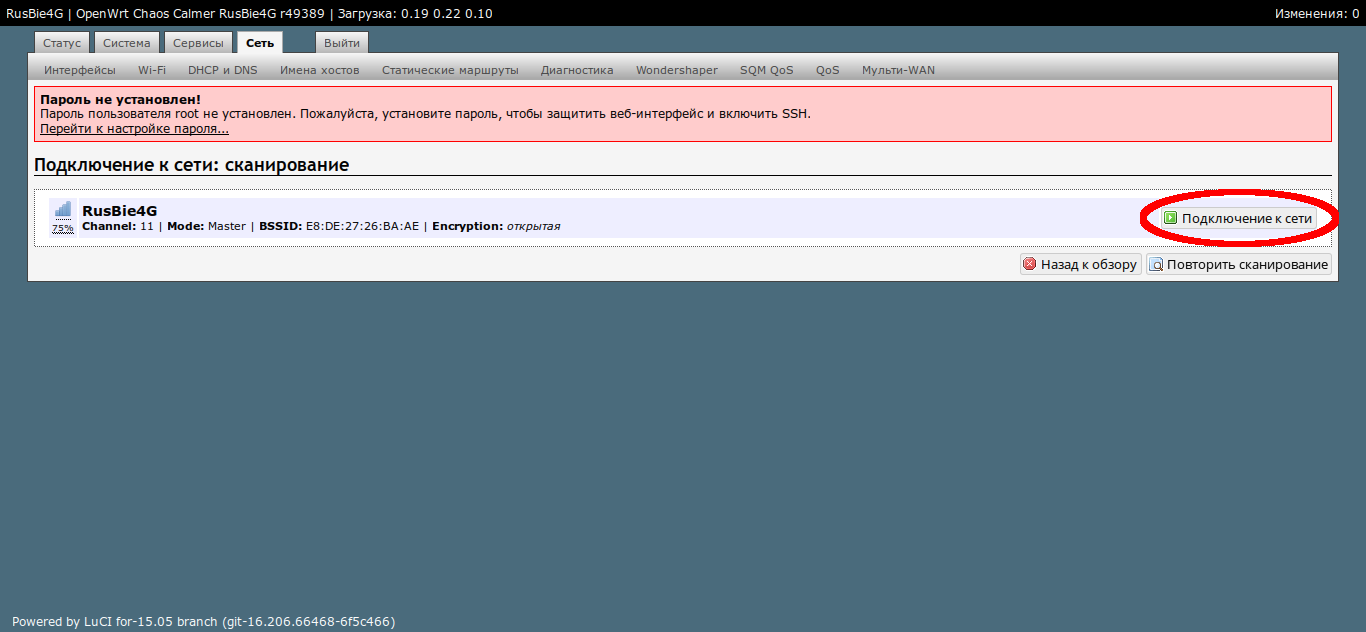 RusBie4G | OpenWrt Chaos Calmer RusBie4G r49389 | Загрузка: 0.19 0.22 0.10 Изменения: 0
Статус Система Сервисы Сеть Выйти
Интерфейсы Wi-Fi DHCP и DNS Имена хостов Статические маршруты Диагностика Wondershaper SQM QoS QoS Мульти-WAN
Пароль не установлен!
Пароль пользователя root не установлен. Пожалуйста, установите пароль, чтобы защитить веб-интерфейс и включить SSH.
Перейти к настройке пароля...
Подключение к сети: сканирование
RusBie4G
75% Channel: 11 | Mode: Master | BSSID: E8:DE:27:26:BA:AE | Encryption: открытая
Подключение к сети
Назад к обзору Повторить сканирование
Powered by LuCI for-15.05 branch (git-16.206.66468-6f5c466)